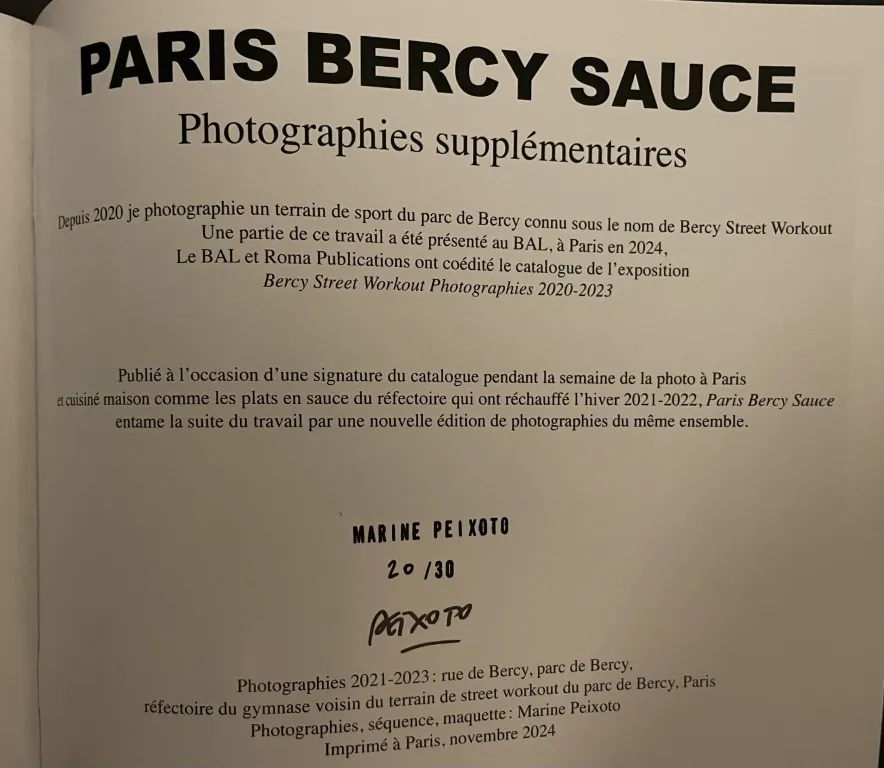 PARIS BERCY SAUCE
Photographies supplémentaires
Depuis 2020 je photographie un terrain de sport du parc de Bercy connu sous le nom de Bercy Street Workout
Une partie de ce travail a été présenté au BAL, à Paris en 2024,
Le BAL et Roma Publications ont coédité le catalogue de l'exposition
Bercy Street Workout Photographies 2020-2023
Publié à l'occasion d'une signature du catalogue pendant la semaine de la photo à Paris
et cuisiné maison comme les plats en sauce du réfectoire qui ont réchauffé l'hiver 2021-2022, Paris Bercy Sauce
entame la suite du travail par une nouvelle édition de photographies du même ensemble.
MARINE PEIXOTO
20/30
PEIXOTO
Photographies 2021-2023 : rue de Bercy, parc de Bercy,
réfectoire du gymnase voisin du terrain de street workout du parc de Bercy, Paris
Photographies, séquence, maquette : Marine Peixoto
Imprimé à Paris, novembre 2024